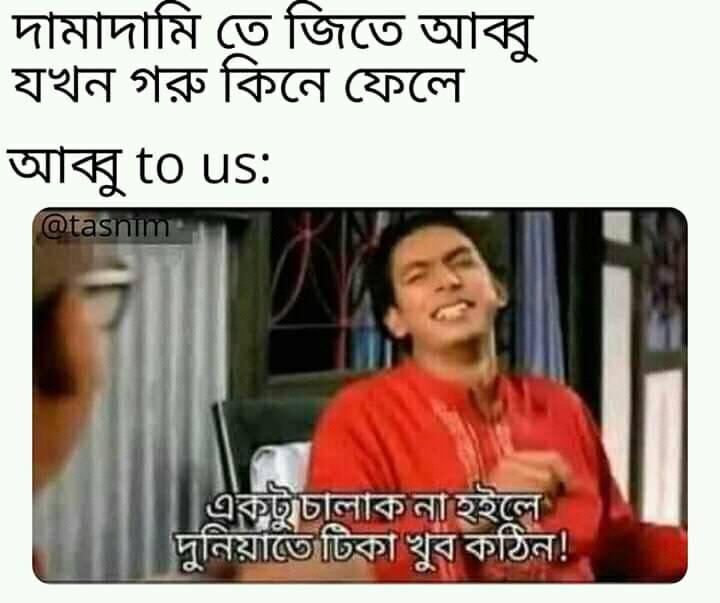 দামাদামি তে জিতে আব্বু
যখন গরু কিনে ফেলে
আব্বু to us:
@tasnim
একটু চালাক না হইলে
দুনিয়াতে টিকা খুব কঠিন!